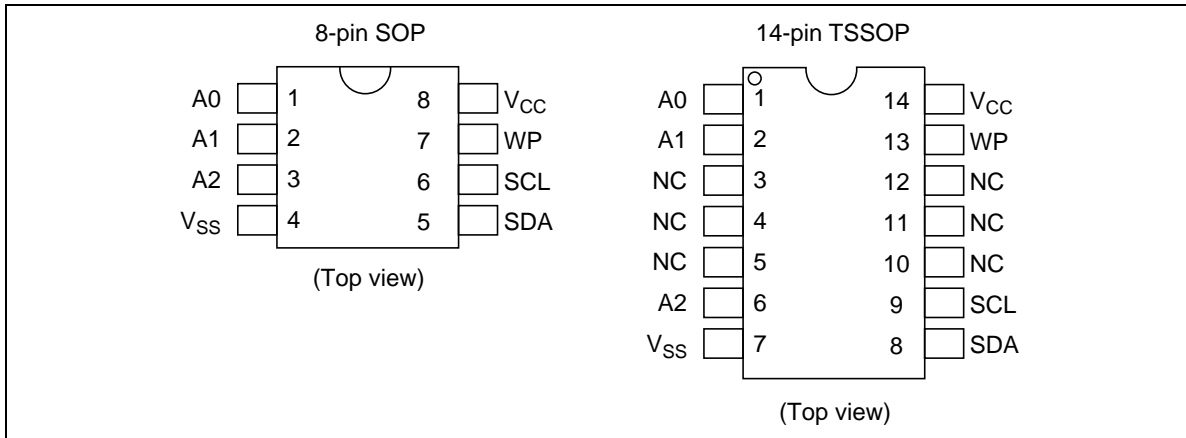 8-pin SOP
A0 1 8 VCC
A1 2 7 WP
A2 3 6 SCL
VSS 4 5 SDA
(Top view)
14-pin TSSOP
A0 1 14 VCC
A1 2 13 WP
NC 3 12 NC
NC 4 11 NC
NC 5 10 NC
A2 6 9 SCL
VSS 7 8 SDA
(Top view)